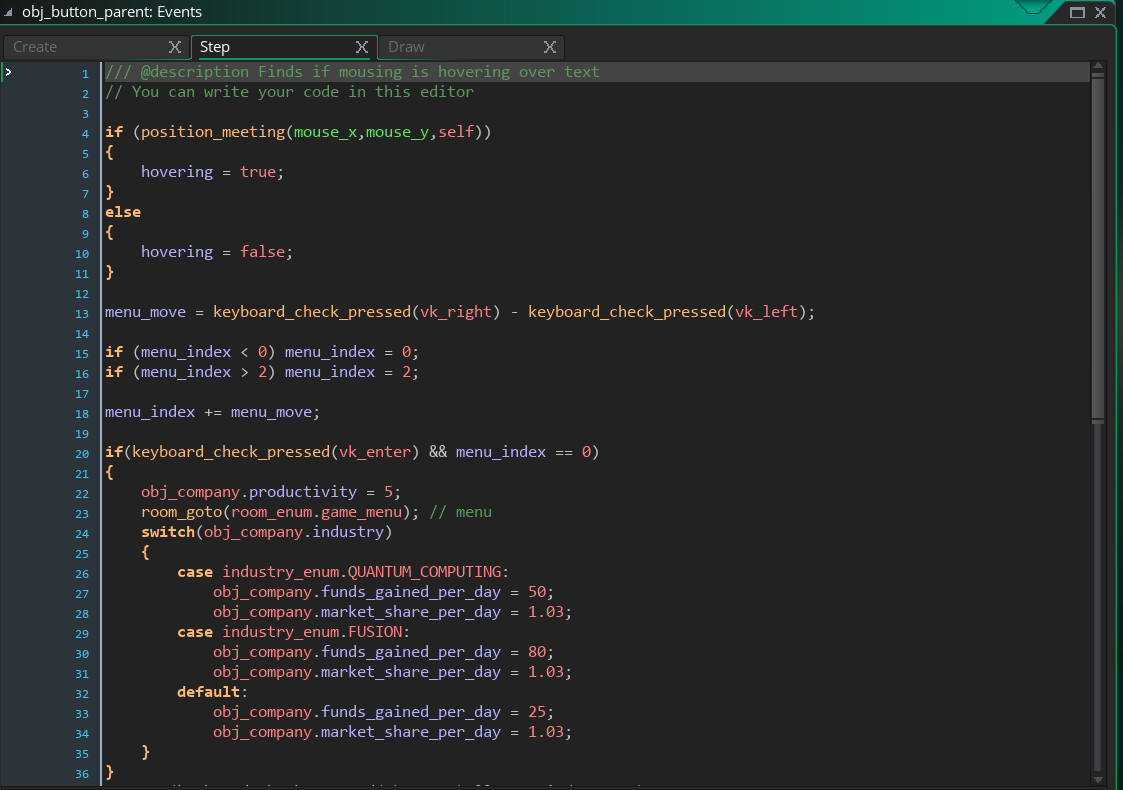 obj_button_parent: Events
Create
Step
Draw
1 /// @description Finds if mousing is hovering over text
2 // You can write your code in this editor
3
4 if (position_meeting(mouse_x,mouse_y,self))
5 {
6 hovering = true;
7 }
8 else
9 {
10 hovering = false;
11 }
12
13 menu_move = keyboard_check_pressed(vk_right) - keyboard_check_pressed(vk_left);
14
15 if (menu_index < 0) menu_index = 0;
16 if (menu_index > 2) menu_index = 2;
17
18 menu_index += menu_move;
19
20 if(keyboard_check_pressed(vk_enter) && menu_index == 0)
21 {
22 obj_company.productivity = 5;
23 room_goto(room_enum.game_menu); // menu
24 switch(obj_company.industry)
25 {
26 case industry_enum.QUANTUM_COMPUTING:
27 obj_company.funds_gained_per_day = 50;
28 obj_company.market_share_per_day = 1.03;
29 case industry_enum.FUSION:
30 obj_company.funds_gained_per_day = 80;
31 obj_company.market_share_per_day = 1.03;
32 default:
33 obj_company.funds_gained_per_day = 25;
34 obj_company.market_share_per_day = 1.03;
35 }
36 }